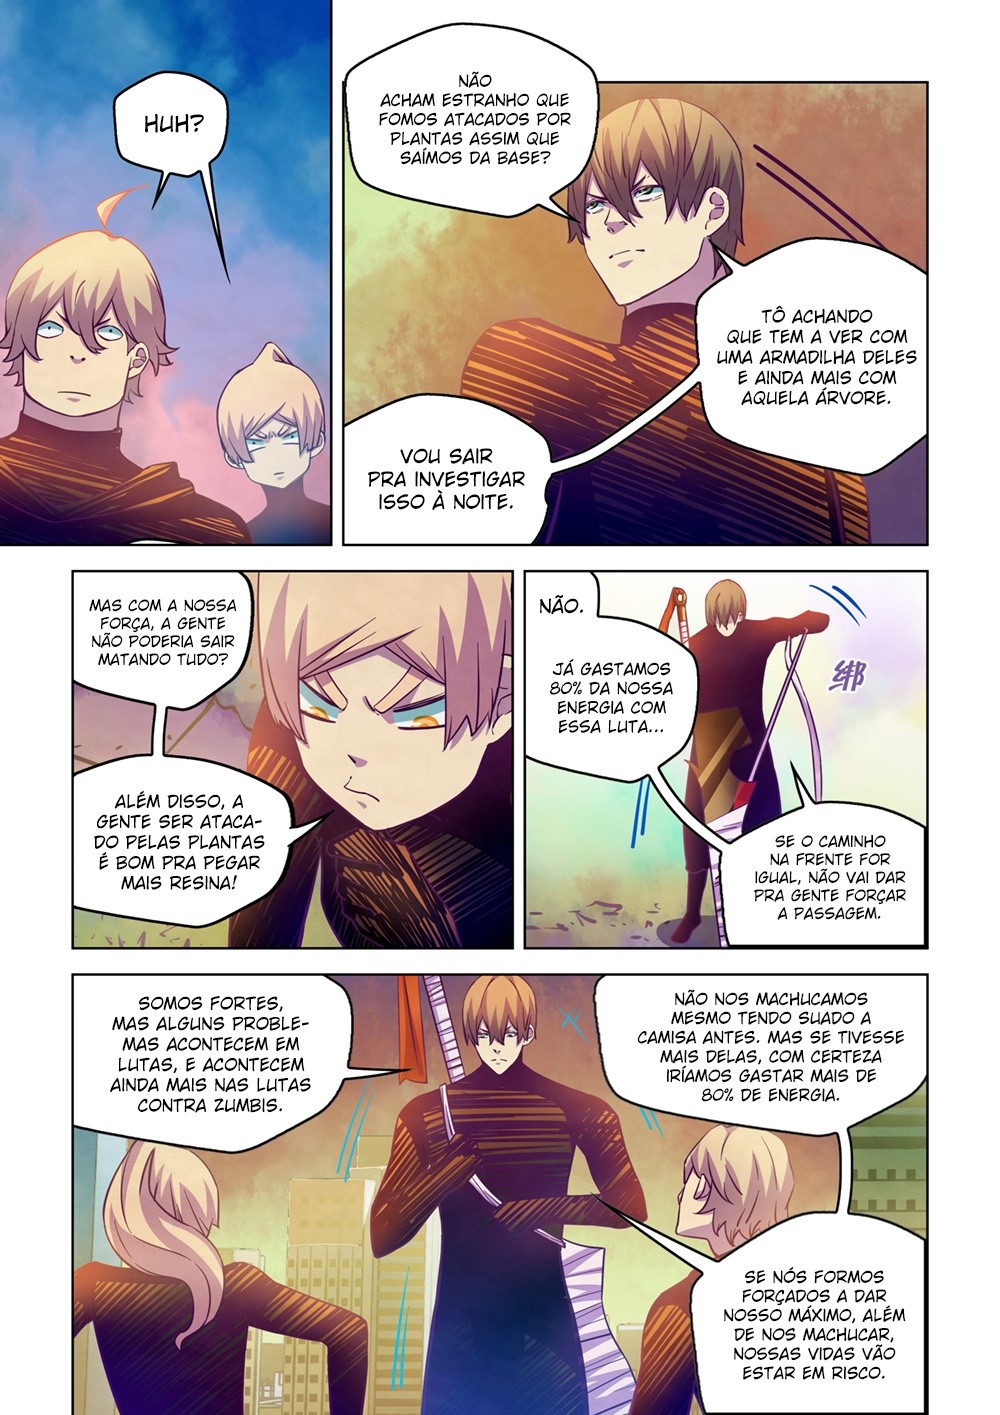 HUH?
NÃO
ACHAM ESTRANHO QUE
FOMOS ATACADOS POR
PLANTAS ASSIM QUE
SAÍMOS DA BASE?
TÔ ACHANDO
QUE TEM A VER COM
UMA ARMADILHA DELES
E AINDA MAIS COM
AQUELA ÁRVORE.
VOU SAIR
PRA INVESTIGAR
ISSO À NOITE.
MAS COM A NOSSA
FORÇA, A GENTE
NÃO PODERIA SAIR
MATANDO TUDO?
ALÉM DISSO, A
GENTE SER ATACA-
DO PELAS PLANTAS
É BOM PRA PEGAR
MAIS RESINA!
NÃO.
JÁ GASTAMOS
80% DA NOSSA
ENERGIA COM
ESSA LUTA...
绑
SE O CAMINHO
NA FRENTE FOR
IGUAL, NÃO VAI DAR
PRA GENTE FORÇAR
A PASSAGEM.
SOMOS FORTES,
MAS ALGUNS PROBLE-
MAS ACONTECEM EM
LUTAS, E ACONTECEM
AINDA MAIS NAS LUTAS
CONTRA ZUMBIS.
NÃO NOS MACHUCAMOS
MESMO TENDO SUADO A
CAMISA ANTES. MAS SE TIVESSE
MAIS DELAS, COM CERTEZA
IRÍAMOS GASTAR MAIS DE
80% DE ENERGIA.
SE NÓS FORMOS
FORÇADOS A DAR
NOSSO MÁXIMO, ALÉM
DE NOS MACHUCAR,
NOSSAS VIDAS VÃO
ESTAR EM RISCO.